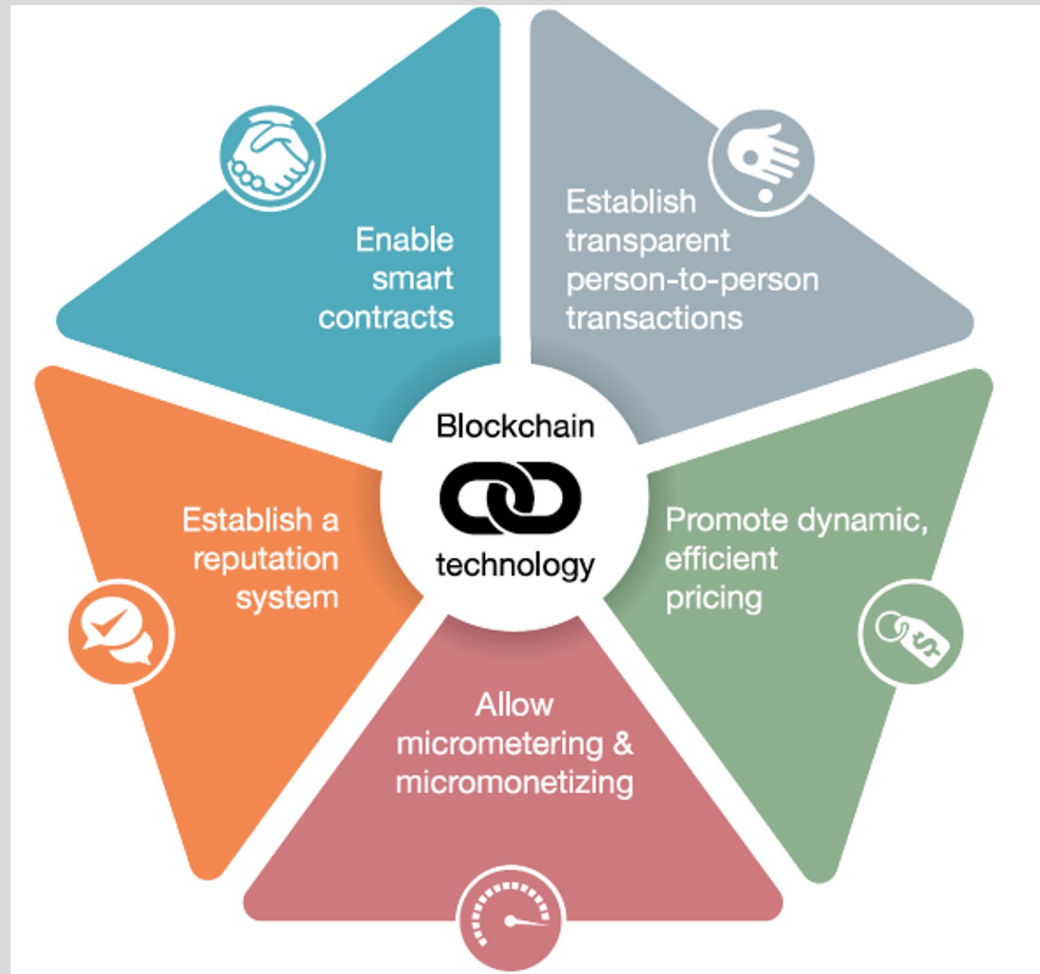 Enable
smart
contracts
Establish
transparent
person-to-person
transactions
Blockchain
technology
Establish a
reputation
system
Promote dynamic,
efficient
pricing
Allow
micrometering &
micromonetizing
$